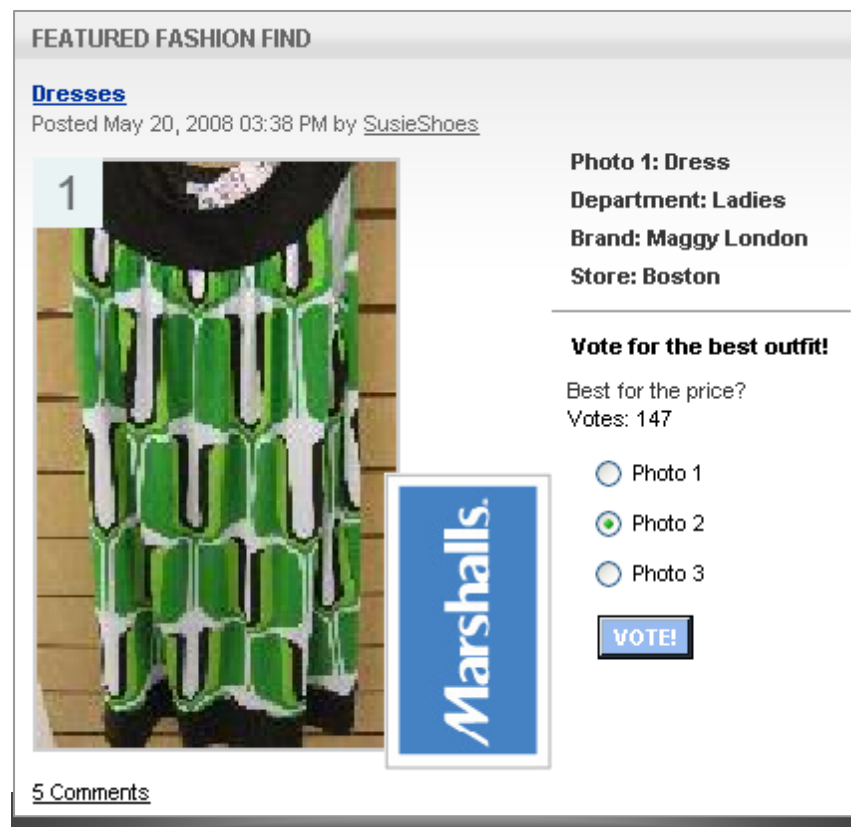 FEATURED FASHION FIND
Dresses
Posted May 20, 2008 03:38 PM by SusieShoes
1
Photo 1: Dress
Department: Ladies
Brand: Maggy London
Store: Boston
Marshalls.
Vote for the best outfit!
Best for the price?
Votes: 147
Photo 1
Photo 2
Photo 3
VOTE!
5 Comments